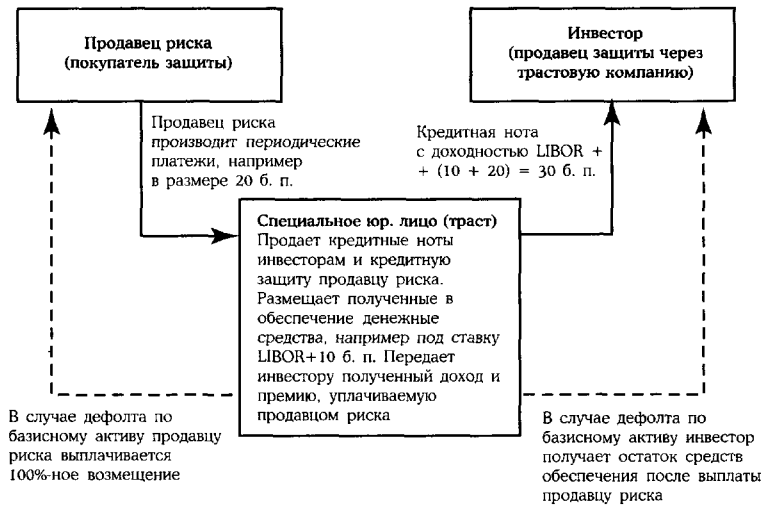 Продавец риска
(покупатель защиты)
Инвестор
(продавец защиты через
трастовую компанию)
Продавец риска
производит периодические
платежи, например
в размере 20 б. п.
Кредитная нота
с доходностью LIBOR +
+ (10 + 20) = 30 б. п.
Специальное юр. лицо (траст)
Продает кредитные ноты
инвесторам и кредитную
защиту продавцу риска.
Размещает полученные в
обеспечение денежные
средства, например под ставку
LIBOR+10 б. п. Передает
инвестору полученный доход и
премию, уплачиваемую
продавцом риска
В случае дефолта по
базисному активу продавцу
риска выплачивается
100%-ное возмещение
В случае дефолта по
базисному активу инвестор
получает остаток средств
обеспечения после выплаты
продавцу риска